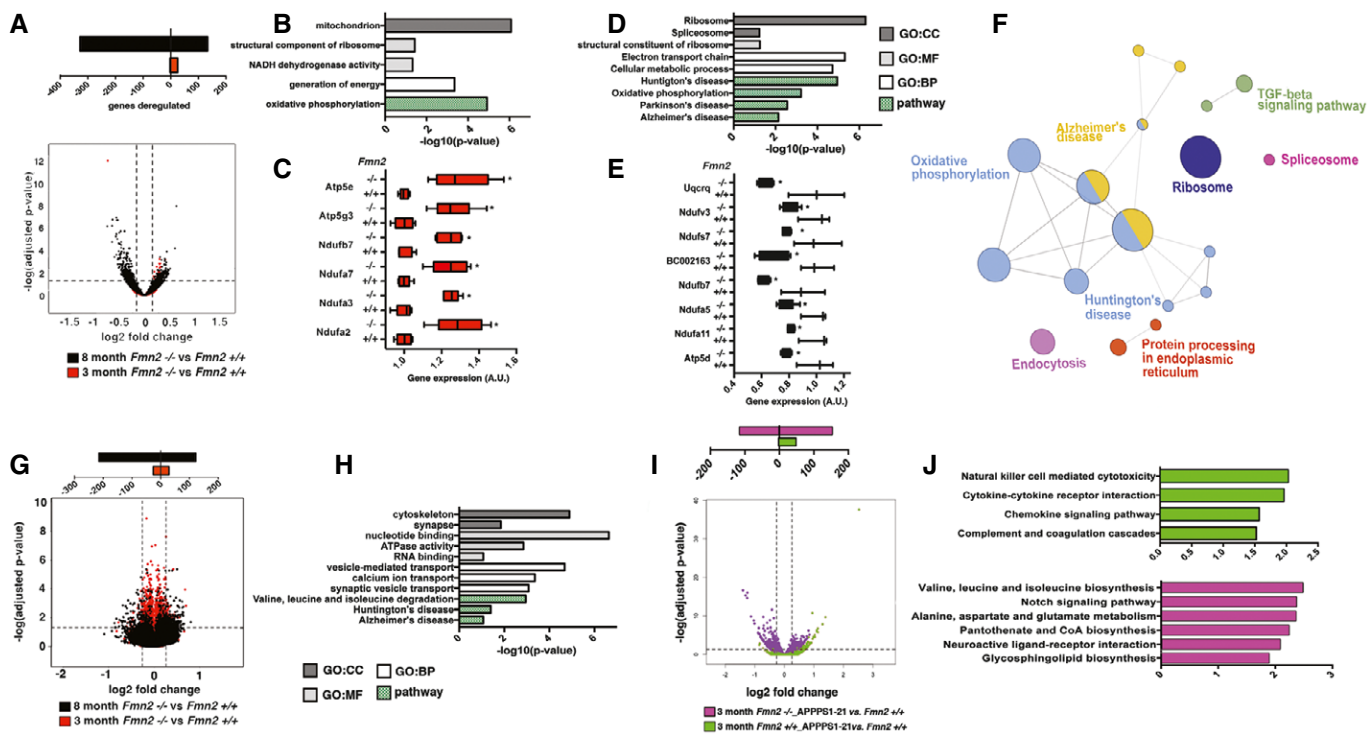 A
-400 -300 -200 -100 0 100 200
genes deregulated
-log(adjusted p-value)
12
10
8
6
4
2
0
-1.5 -1 -0.5 0 0.5 1 1.5
log2 fold change
8 month Fmn2 -/- vs Fmn2 +/+
3 month Fmn2 -/- vs Fmn2 +/+
B
mitochondrion
structural component of ribosome
NADH dehydrogenase activity
generation of energy
oxidative phosphorylation
0 2 4 6
-log10(p-value)
C
Fmn2
Atp5e -/- *
+/+
Atp5g3 -/- *
+/+
Ndufb7 -/- *
+/+
Ndufa7 -/- *
+/+
Ndufa3 -/- *
+/+
Ndufa2 -/- *
+/+
1.0 1.2 1.4 1.6
Gene expression (A.U.)
D
Ribosome
Spliceosome
structural constituent of ribosome
Electron transport chain
Cellular metabolic process
Huntigton's disease
Oxidative phosphorylation
Parkinson's disease
Alzheimer's disease
0 2 4 6
-log10(p-value)
GO:CC
GO:MF
GO:BP
pathway
E
Fmn2
Uqcrq -/-
+/+
Ndufv3 -/- *
+/+
Ndufs7 -/- *
+/+
BC002163 -/- *
+/+
Ndufb7 -/- *
+/+
Ndufa5 -/- *
+/+
Ndufa11 -/- *
+/+
Atp5d -/- *
+/+
0.4 0.6 0.8 1.0 1.2
Gene expression (A.U.)
F
TGF-beta
signaling pathway
Alzheimer's
disease
Oxidative
phosphorylation
Ribosome
Spliceosome
Huntington's
disease
Endocytosis
Protein processing
in endoplasmic
reticulum
G
-300 -200 -100 0 100 200
-log(adjusted p-value)
10
8
6
4
2
0
-2 -1 0 1
log2 fold change
8 month Fmn2 -/- vs Fmn2 +/+
3 month Fmn2 -/- vs Fmn2 +/+
H
cytoskeleton
synapse
nucleotide binding
ATPase activity
RNA binding
vesicle-mediated transport
calcium ion transport
synaptic vesicle transport
Valine, leucine and isoleucine degradation
Huntington's disease
Alzheimer's disease
0 2 4 6
-log10(p-value)
GO:CC
GO:BP
GO:MF
pathway
I
-200 -100 0 100 200
-log(adjusted p-value)
40
30
20
10
0
-2 -1 0 1 2
log2 fold change
3 month Fmn2 -/-_APPPS1-21 vs. Fmn2 +/+
3 month Fmn2 +/+_APPPS1-21vs. Fmn2 +/+
J
Natural killer cell mediated cytotoxicity
Cytokine-cytokine receptor interaction
Chemokine signaling pathway
Complement and coagulation cascades
0.0 0.5 1.0 1.5 2.0 2.5
Valine, leucine and isoleucine biosynthesis
Notch signaling pathway
Alanine, aspartate and glutamate metabolism
Pantothenate and CoA biosynthesis
Neuroactive ligand-receptor interaction
Glycosphingolipid biosynthesis
0 1 2 3